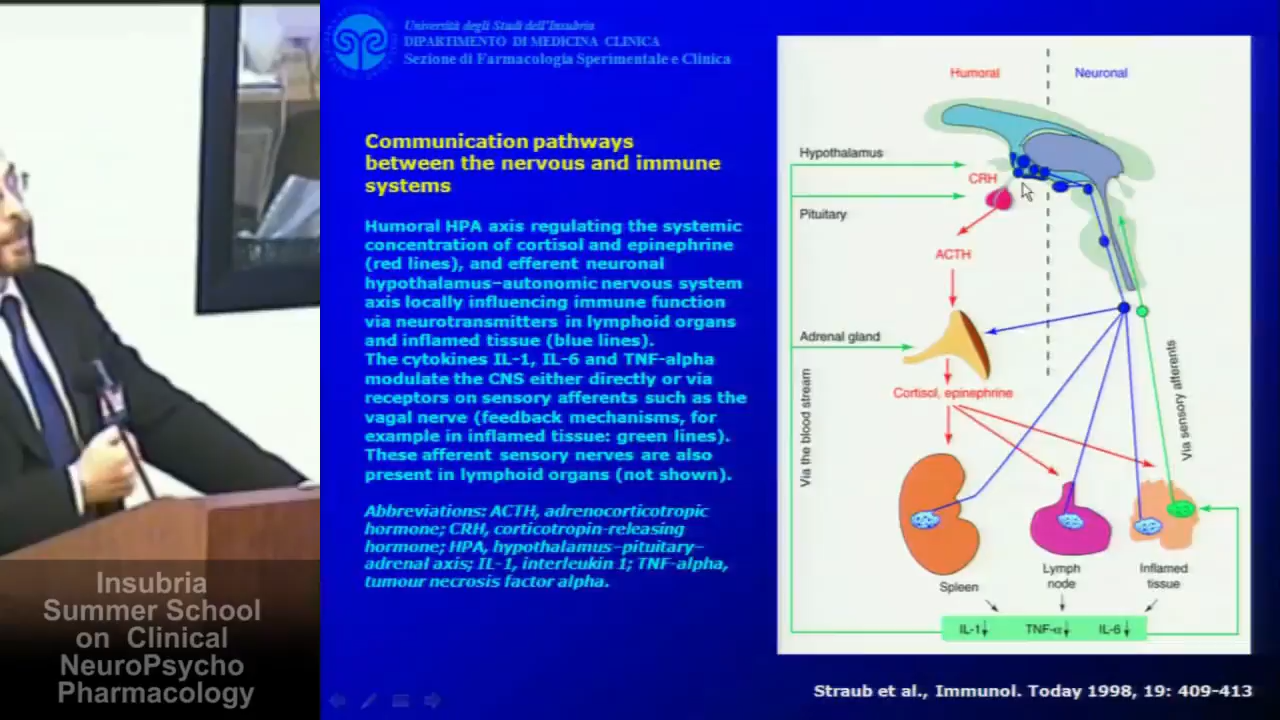 Università degli Studi dell'Insubria
DIPARTIMENTO DI MEDICINA CLINICA
Sezione di Farmacologia Sperimentale e Clinica
Communication pathways
between the nervous and immune
systems
Humoral HPA axis regulating the systemic
concentration of cortisol and epinephrine
(red lines), and efferent neuronal
hypothalamus–autonomic nervous system
axis locally influencing immune function
via neurotransmitters in lymphoid organs
and inflamed tissue (blue lines).
The cytokines IL-1, IL-6 and TNF-alpha
modulate the CNS either directly or via
receptors on sensory afferents such as the
vagal nerve (feedback mechanisms, for
example in inflamed tissue: green lines).
These afferent sensory nerves are also
present in lymphoid organs (not shown).
Abbreviations: ACTH, adrenocorticotropic
hormone; CRH, corticotropin-releasing
hormone; HPA, hypothalamus–pituitary–
adrenal axis; IL-1, interleukin 1; TNF-alpha,
tumour necrosis factor alpha.
Humoral
Neuronal
Hypothalamus
CRH
Pituitary
ACTH
Adrenal gland
Cortisol, epinephrine
Via the blood stream
Via sensory afferents
Spleen
Lymph
node
Inflamed
tissue
IL-1↓ TNF-α↓ IL-6↓
Straub et al., Immunol. Today 1998, 19: 409-413
Insubria
Summer School
on Clinical
NeuroPsycho
Pharmacology